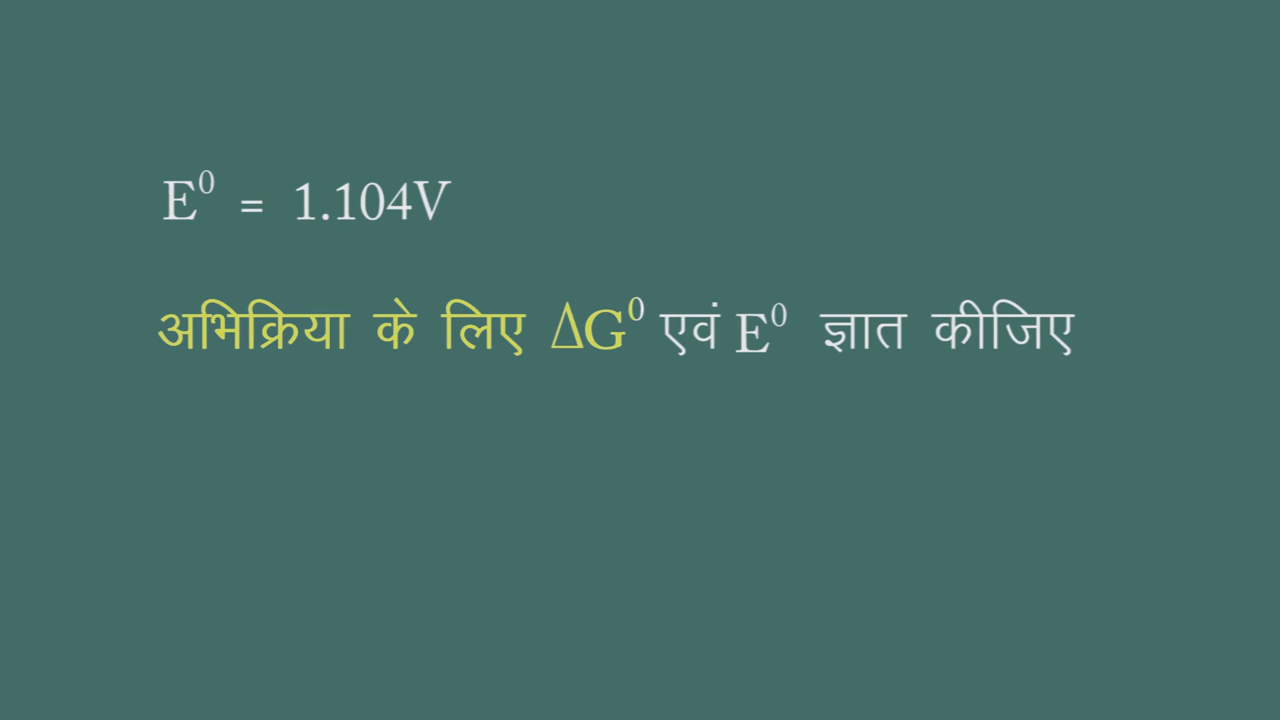 E⁰ = 1.104V
अभिक्रिया के लिए ΔG⁰ एवं E⁰ ज्ञात कीजिए